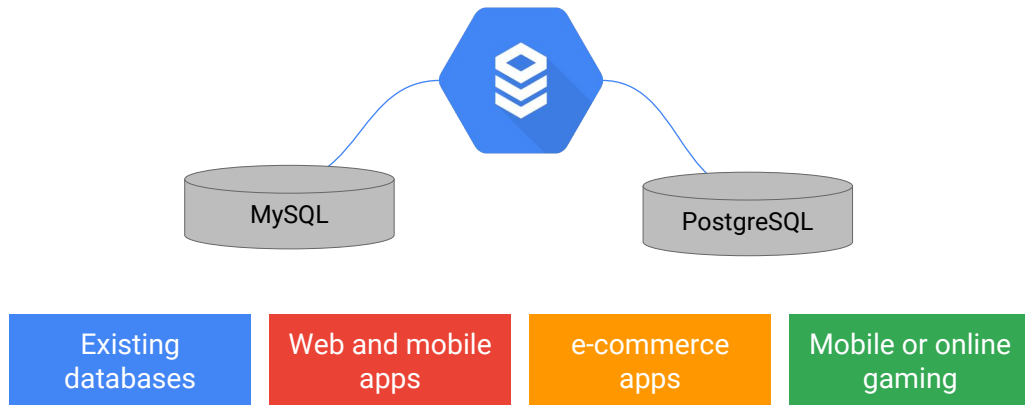 MySQL
PostgreSQL
Existing
databases
Web and mobile
apps
e-commerce
apps
Mobile or online
gaming